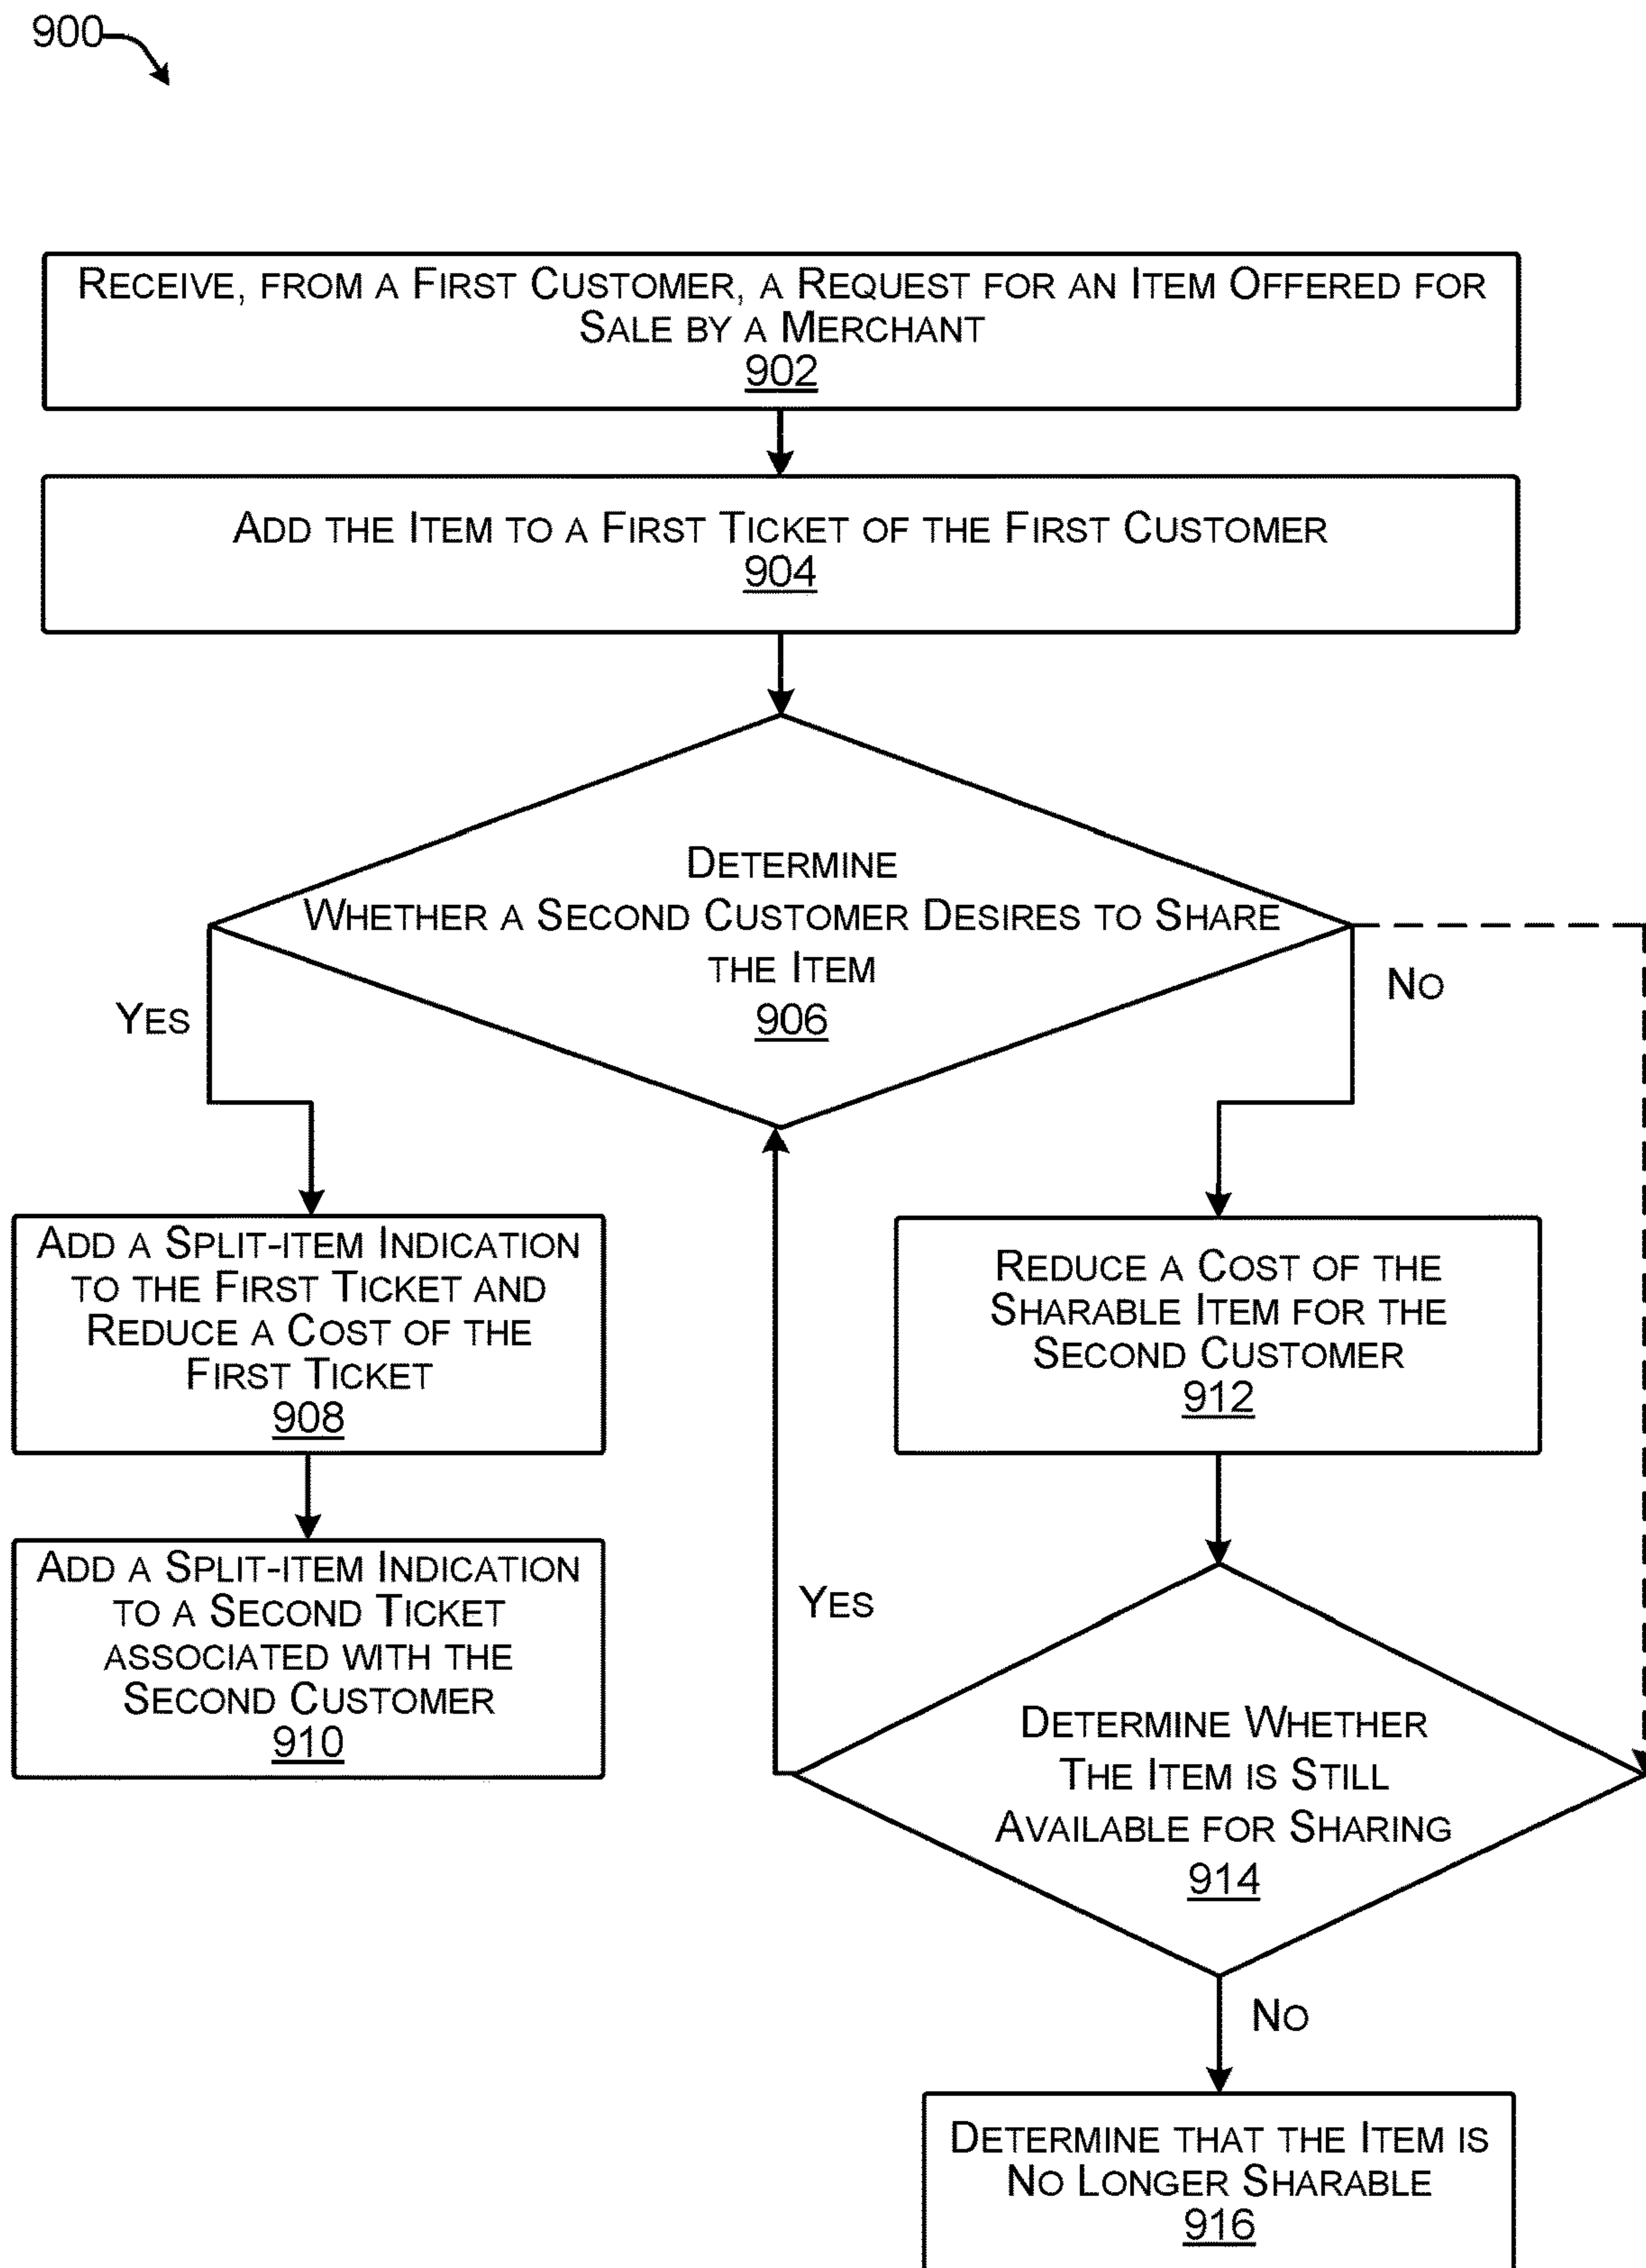 900
Receive, from a First Customer, a Request for an Item Offered for
Sale by a Merchant
902
Add the Item to a First Ticket of the First Customer
904
Determine
Whether a Second Customer Desires to Share
the Item
906
Yes
No
Add a Split-item Indication
to the First Ticket and
Reduce a Cost of the
First Ticket
908
Reduce a Cost of the
Sharable Item for the
Second Customer
912
Add a Split-item Indication
to a Second Ticket
associated with the
Second Customer
910
Yes
Determine Whether
The Item is Still
Available for Sharing
914
No
Determine that the Item is
No Longer Sharable
916